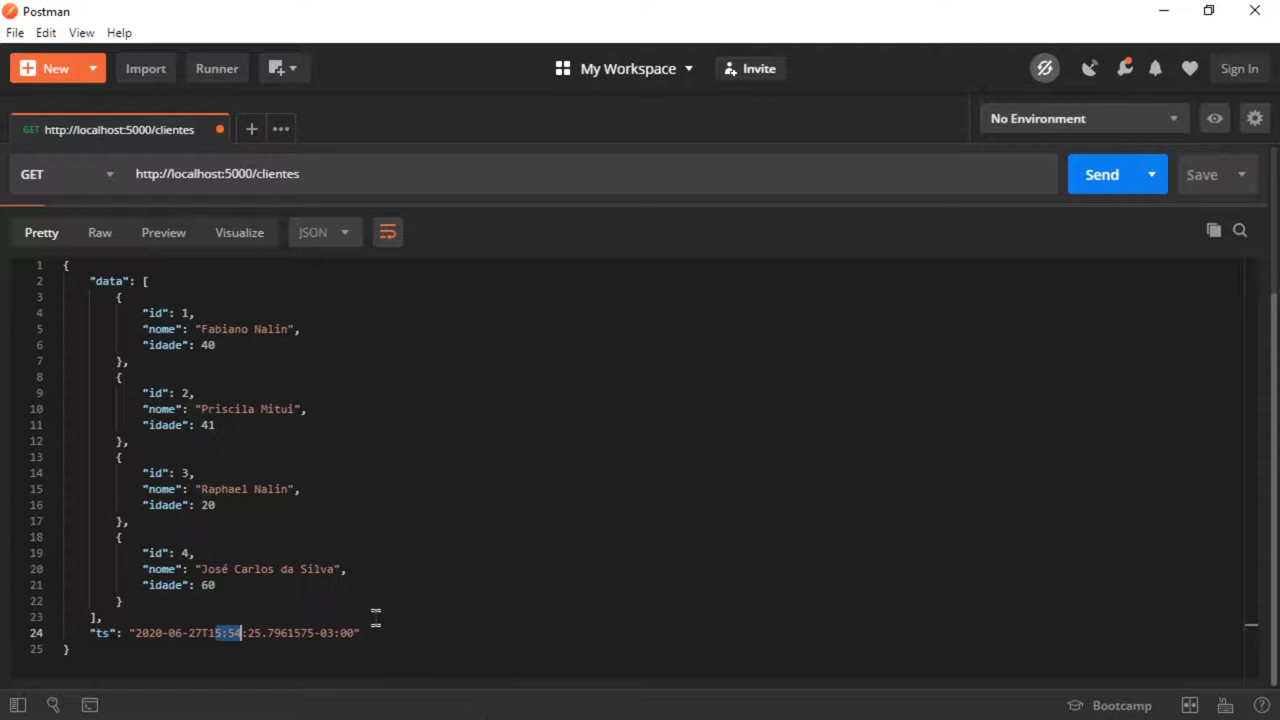 Postman
File Edit View Help
New Import Runner My Workspace Invite Sign In
GET http://localhost:5000/clientes No Environment
GET http://localhost:5000/clientes Send Save
Pretty Raw Preview Visualize JSON
1 {
2 "data": [
3 {
4 "id": 1,
5 "nome": "Fabiano Nalin",
6 "idade": 40
7 },
8 {
9 "id": 2,
10 "nome": "Priscila Mitui",
11 "idade": 41
12 },
13 {
14 "id": 3,
15 "nome": "Raphael Nalin",
16 "idade": 20
17 },
18 {
19 "id": 4,
20 "nome": "José Carlos da Silva",
21 "idade": 60
22 }
23 ],
24 "ts": "2020-06-27T15:54:25.7961575-03:00"
25 }
Bootcamp